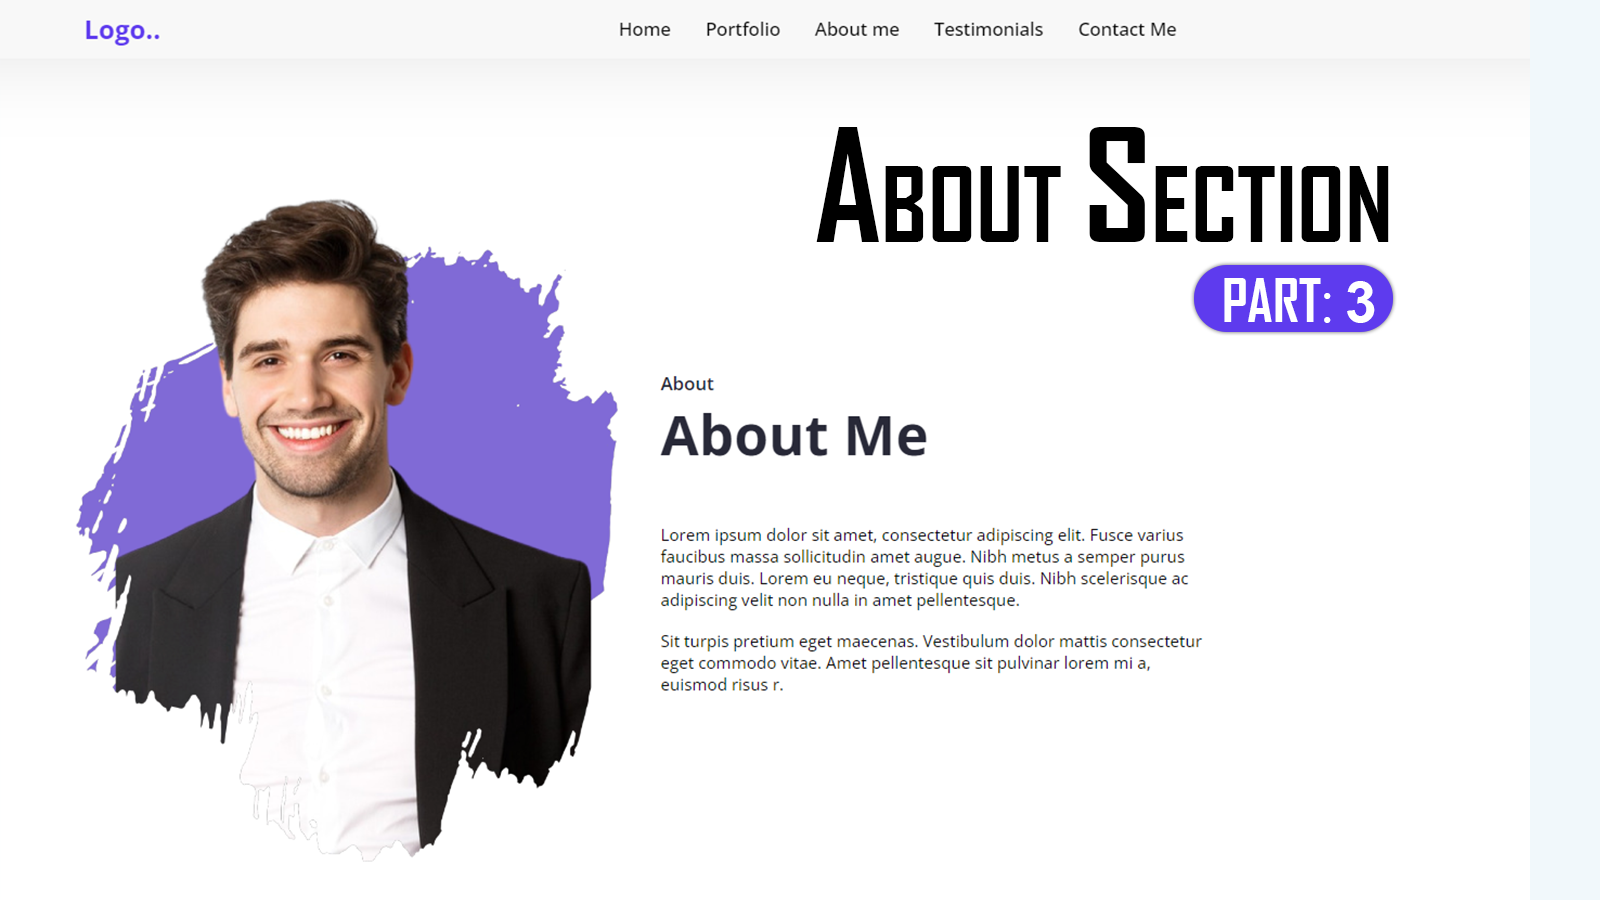 Logo..
Home Portfolio About me Testimonials Contact Me
ABOUT SECTION
PART: 3
About
About Me
Lorem ipsum dolor sit amet, consectetur adipiscing elit. Fusce varius
faucibus massa sollicitudin amet augue. Nibh metus a semper purus
mauris duis. Lorem eu neque, tristique quis duis. Nibh scelerisque ac
adipiscing velit non nulla in amet pellentesque.
Sit turpis pretium eget maecenas. Vestibulum dolor mattis consectetur
eget commodo vitae. Amet pellentesque sit pulvinar lorem mi a,
euismod risus r.